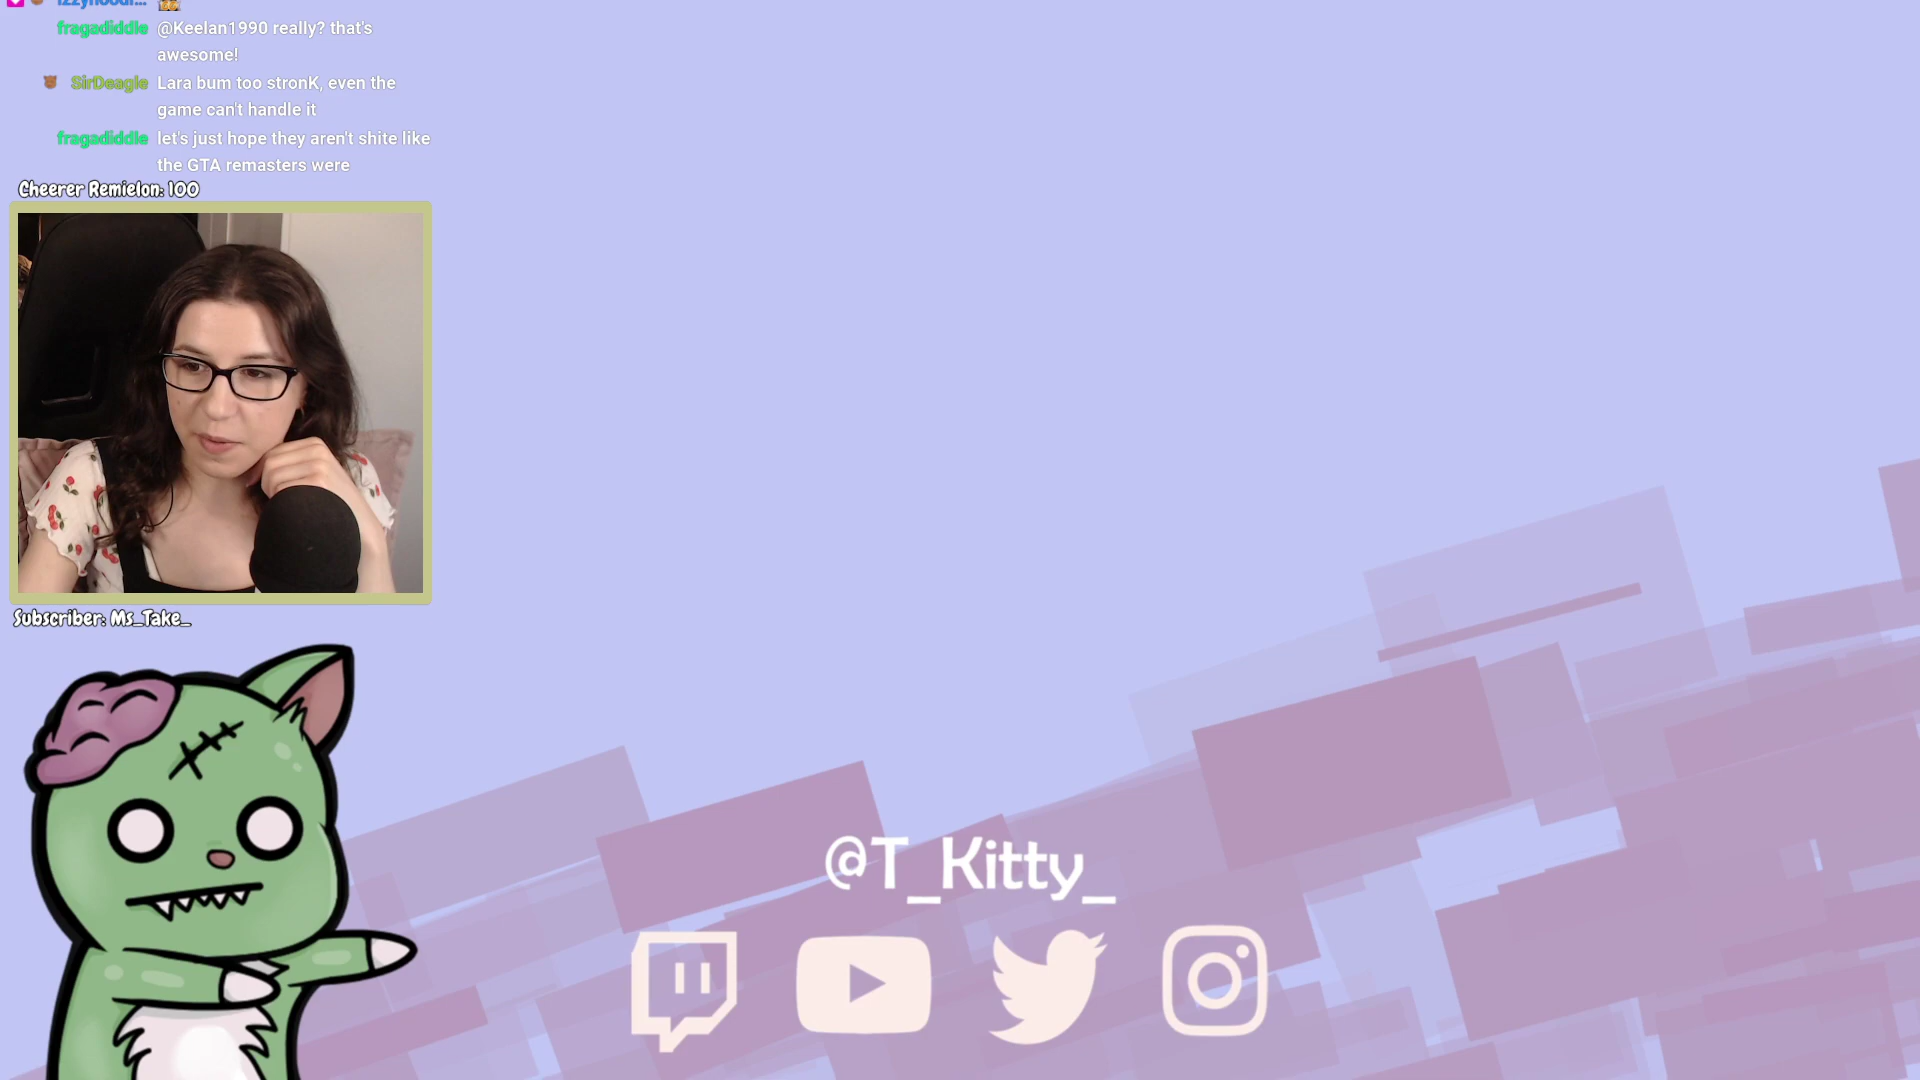 fragadiddle @Keelan1990 really? that's
awesome!
SirDeagle Lara bum too stronK, even the
game can't handle it
fragadiddle let's just hope they aren't shite like
the GTA remasters were
Cheerer Remielon: 100
Subscriber: Ms_Take_
@T_Kitty_